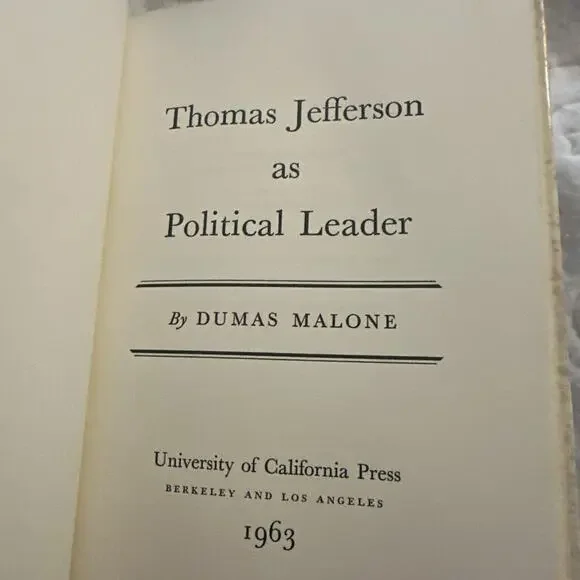 Thomas Jefferson
as
Political Leader
By DUMAS MALONE
University of California Press
BERKELEY AND LOS ANGELES
1963